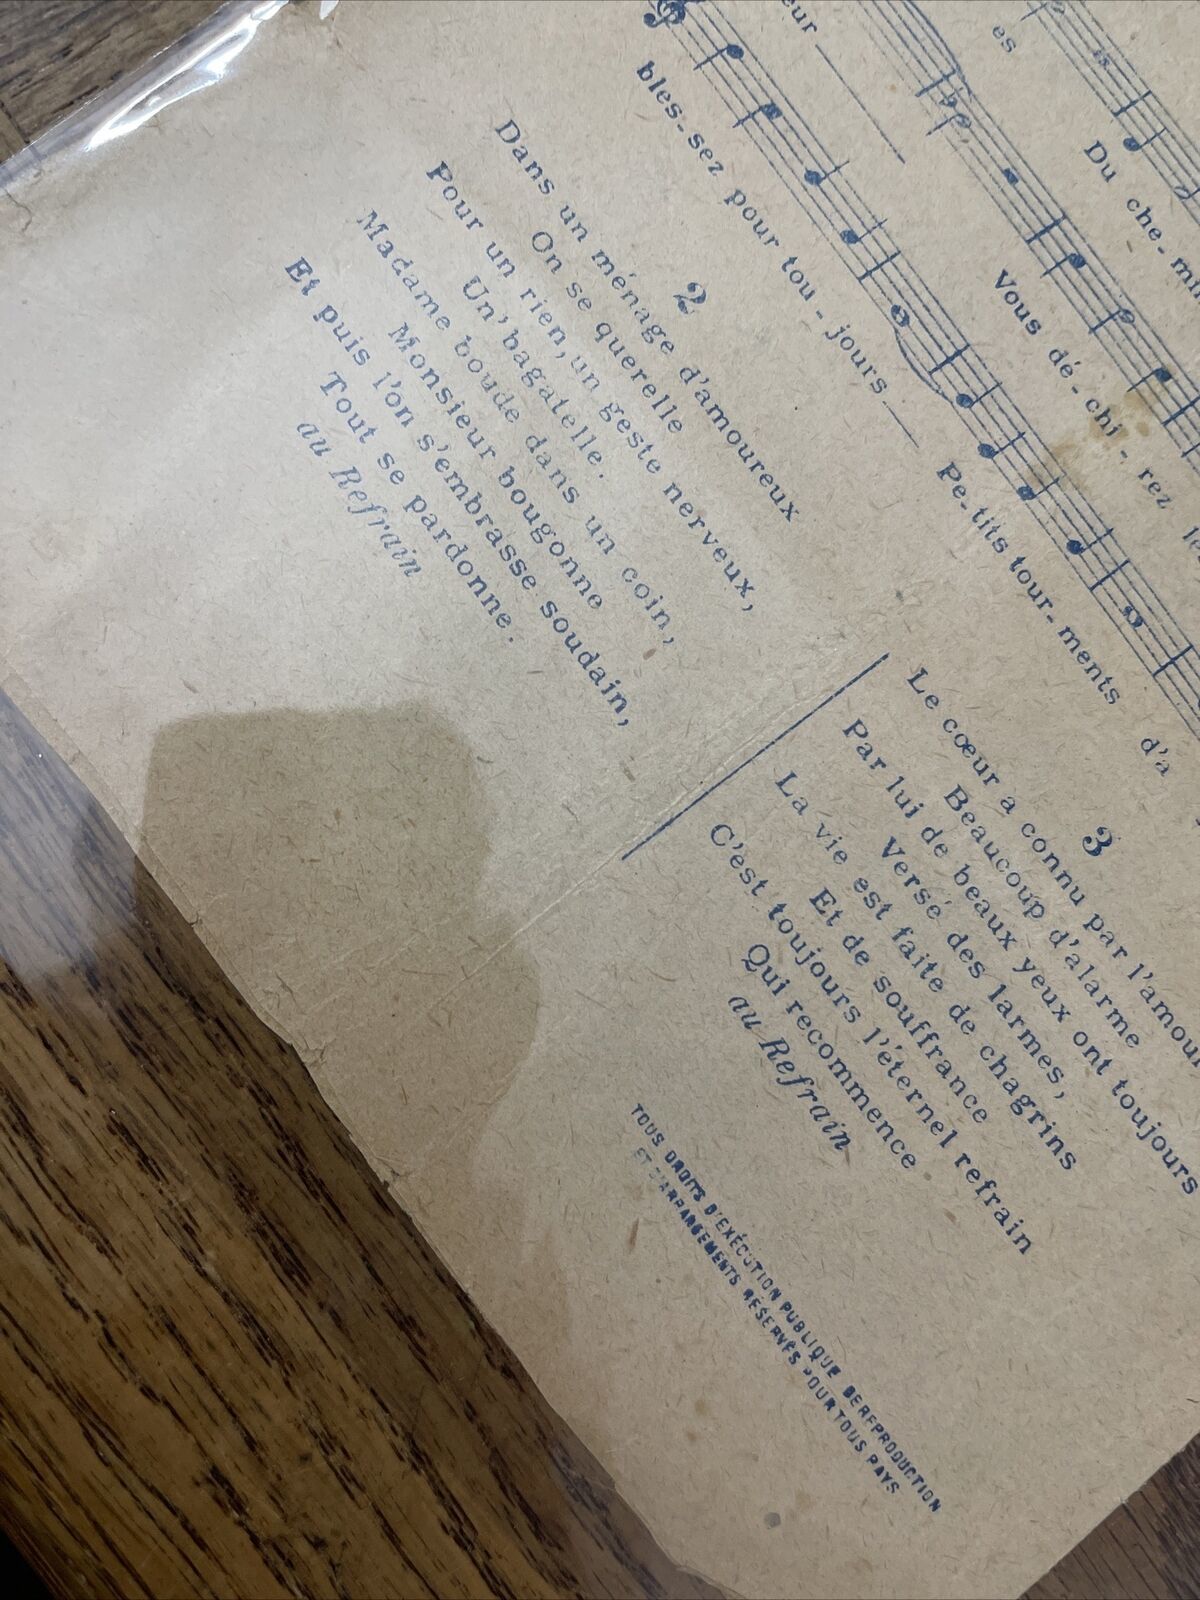 eur
es
Du che-min
bles-sez pour tou-jours
Vous dé-chi-rez
Pe-tits tour-ments d'a
2
Dans un ménage d'amoureux
On se querelle
Pour un rien, un geste nerveux,
Un' bagatelle.
Madame boude dans un coin,
Monsieur bougonne
Et puis l'on s'embrasse soudain,
Tout se pardonne.
au Refrain
3
Le cœur a connu par l'amour
Beaucoup d'alarme
Par lui de beaux yeux ont toujours
Versé des larmes,
La vie est faite de chagrins
Et de souffrance
C'est toujours l'éternel refrain
Qui recommence
au Refrain
TOUS DROITS D'EXÉCUTION PUBLIQUE DE REPRODUCTION
ET D'ARRANGEMENTS RÉSERVÉS POUR TOUS PAYS